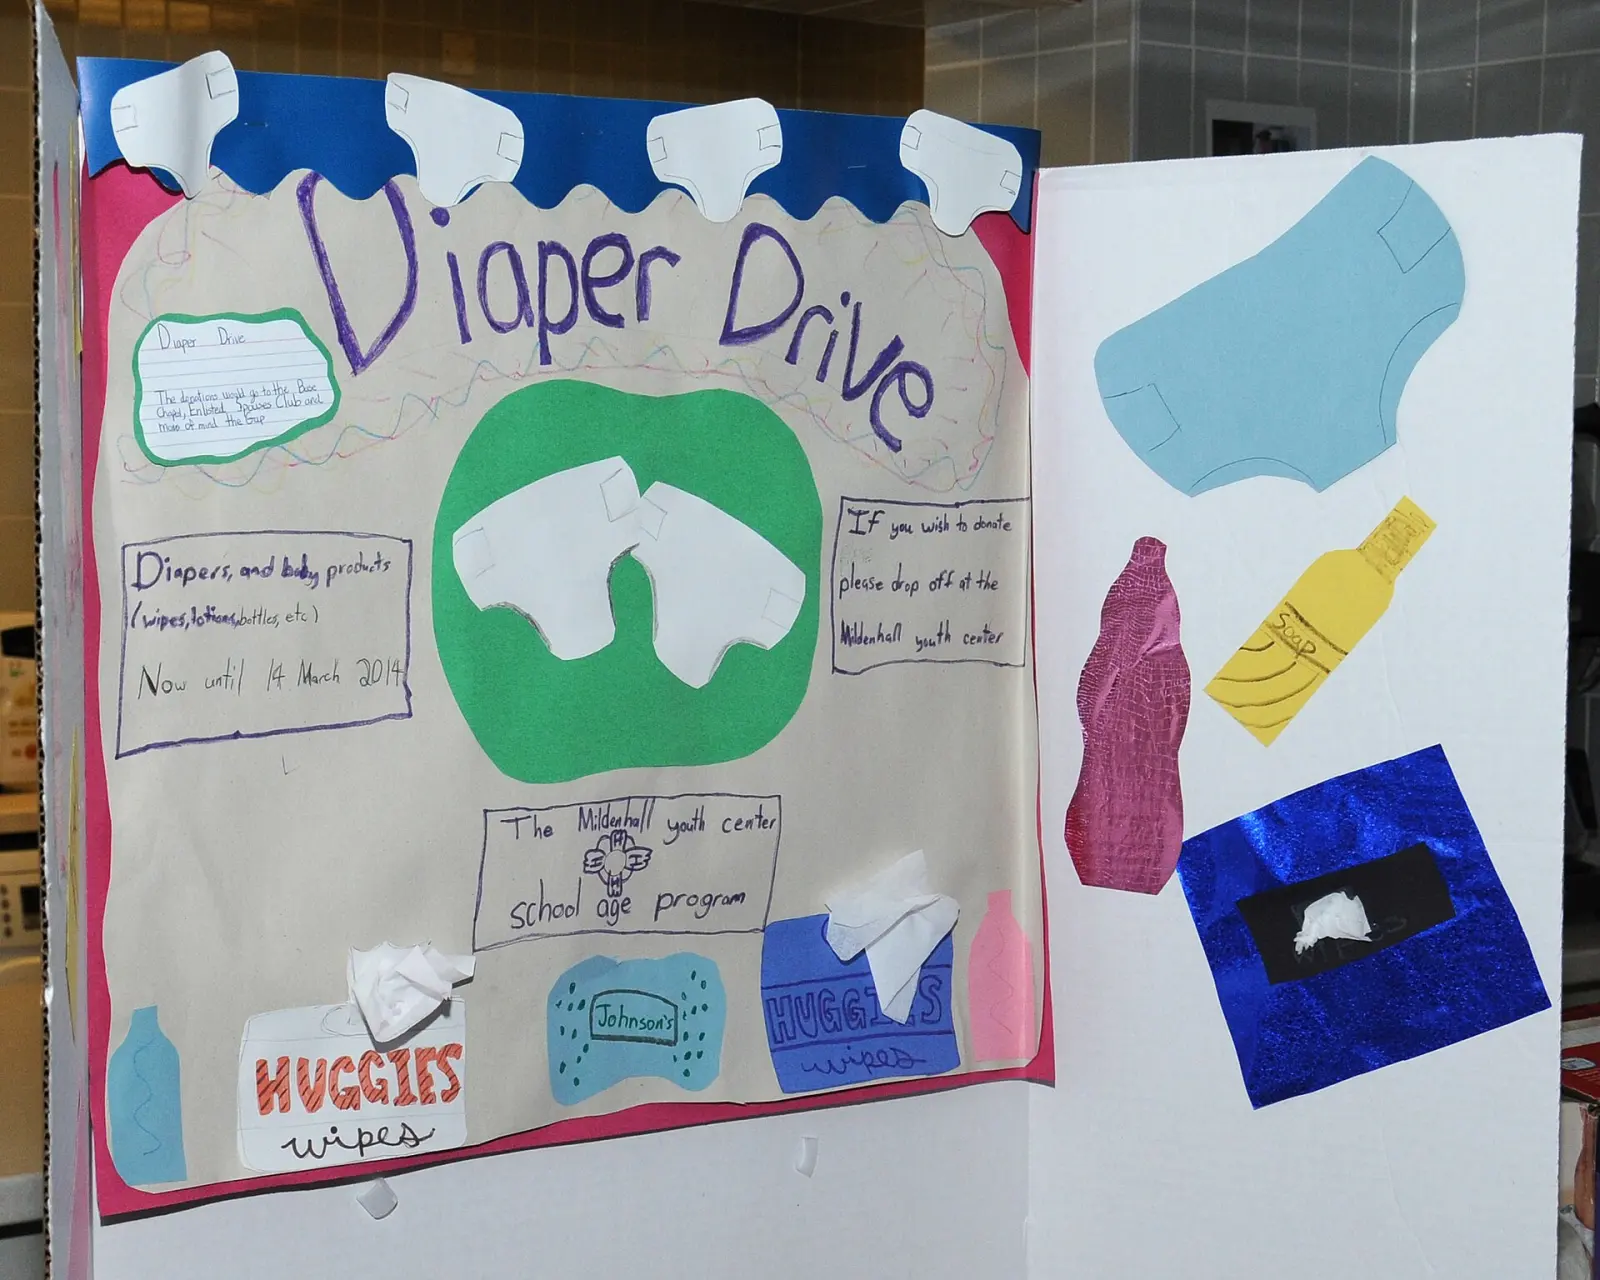 Diaper Drive
Diaper Drive
The donations would go to the Base
Chapel, Enlisted Spouses Club and
mind the Gap
Diapers, and baby products
(wipes, lotions, bottles, etc)
Now until 14 March 2014
If you wish to donate
please drop off at the
Mildenhall youth center
The Mildenhall youth center
school age program
HUGGIES
wipes
Johnson's
HUGGIES
wipes
Soap